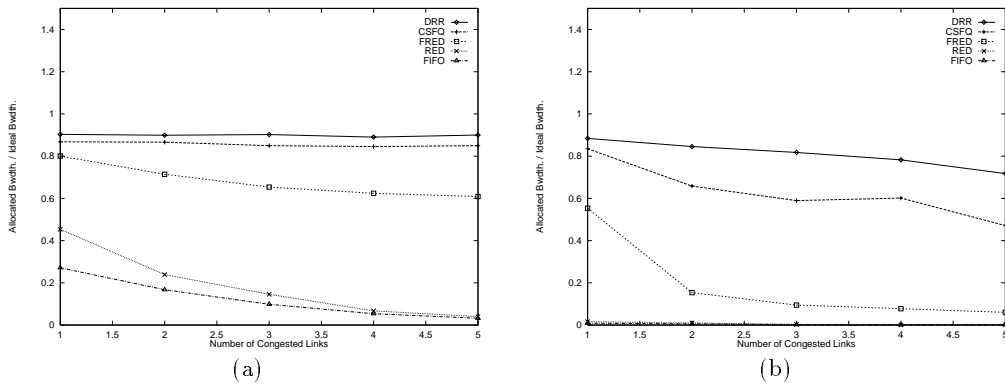 Allocated Bwdth. / Ideal Bwdth.
1.4
1.2
1
0.8
0.6
0.4
0.2
0
DRR
CSFQ
FRED
RED
FIFO
1 1.5 2 2.5 3 3.5 4 4.5 5
Number of Congested Links
(a)
Allocated Bwdth. / Ideal Bwdth.
1.4
1.2
1
0.8
0.6
0.4
0.2
0
DRR
CSFQ
FRED
RED
FIFO
1 1.5 2 2.5 3 3.5 4 4.5 5
Number of Congested Links
(b)